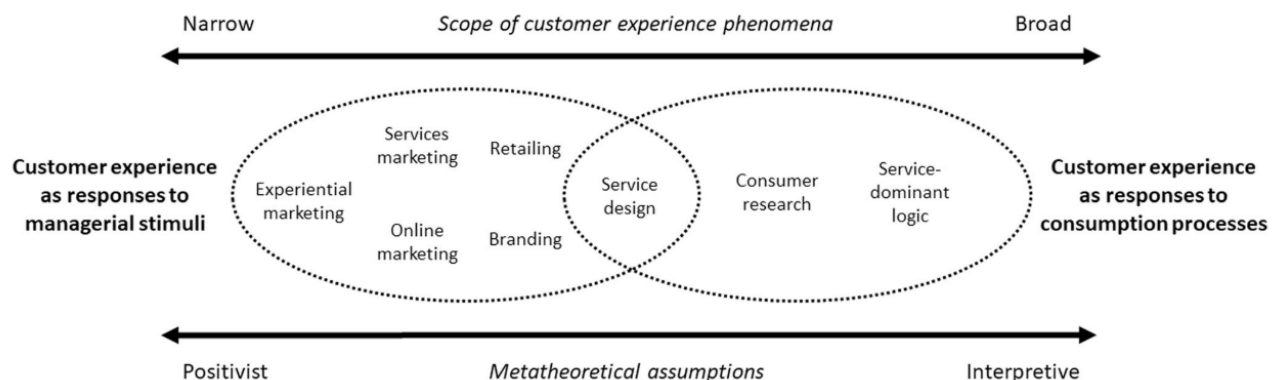 Narrow Scope of customer experience phenomena Broad
Customer experience
as responses to
managerial stimuli
Experiential
marketing
Services
marketing
Retailing
Online
marketing
Branding
Service
design
Consumer
research
Service-
dominant
logic
Customer experience
as responses to
consumption processes
Positivist Metatheoretical assumptions Interpretive